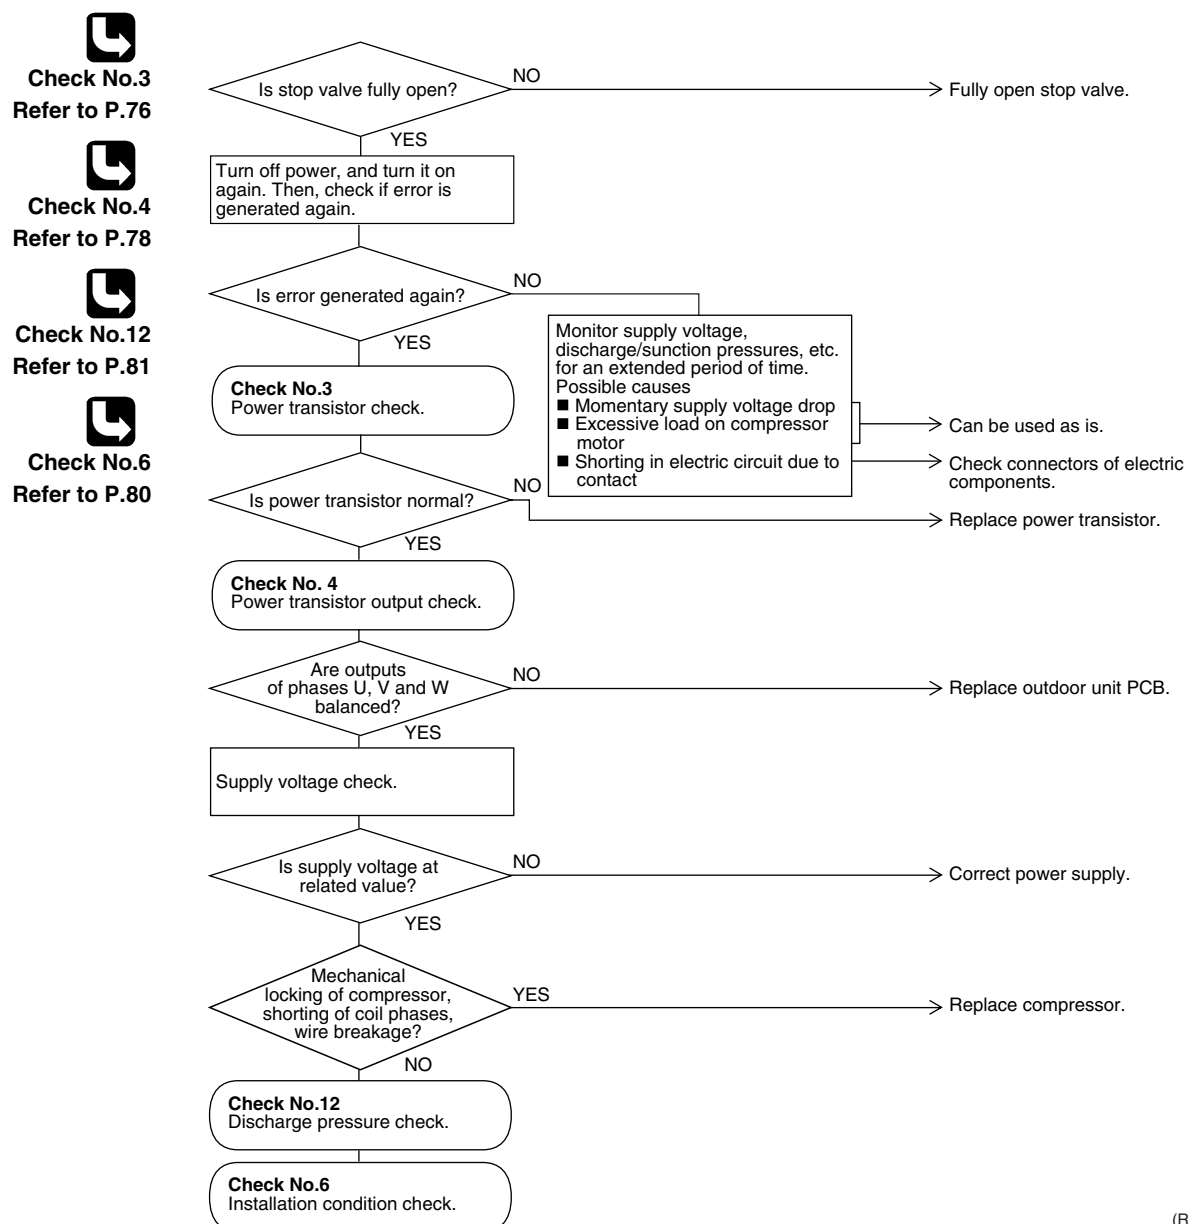 Check No.3
Refer to P.76
Check No.4
Refer to P.78
Check No.12
Refer to P.81
Check No.6
Refer to P.80
Is stop valve fully open?
NO
Fully open stop valve.
YES
Turn off power, and turn it on
again. Then, check if error is
generated again.
Is error generated again?
NO
YES
Monitor supply voltage,
discharge/sunction pressures, etc.
for an extended period of time.
Possible causes
■ Momentary supply voltage drop
■ Excessive load on compressor
motor
■ Shorting in electric circuit due to
contact
Can be used as is.
Check connectors of electric
components.
Check No.3
Power transistor check.
Is power transistor normal?
NO
Replace power transistor.
YES
Check No. 4
Power transistor output check.
Are outputs
of phases U, V and W
balanced?
NO
Replace outdoor unit PCB.
YES
Supply voltage check.
Is supply voltage at
related value?
NO
Correct power supply.
YES
Mechanical
locking of compressor,
shorting of coil phases,
wire breakage?
YES
Replace compressor.
NO
Check No.12
Discharge pressure check.
Check No.6
Installation condition check.
(R